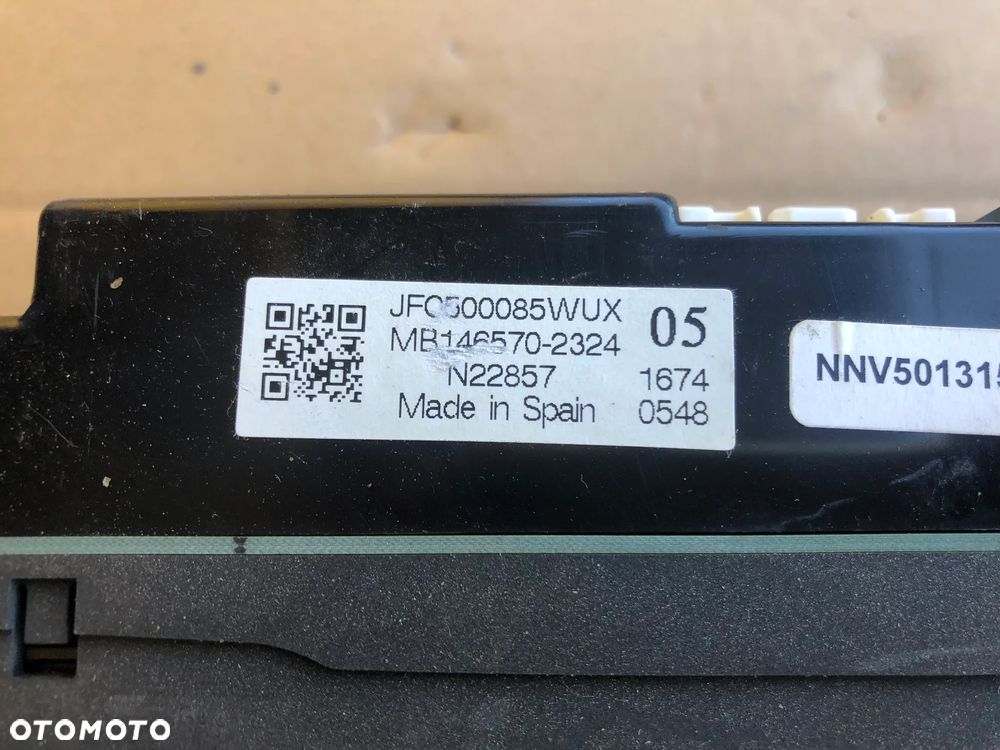 JFC500085WUX
MB146570-2324
05
N22857
1674
Made in Spain
0548
NNV501315
OTOMOTO